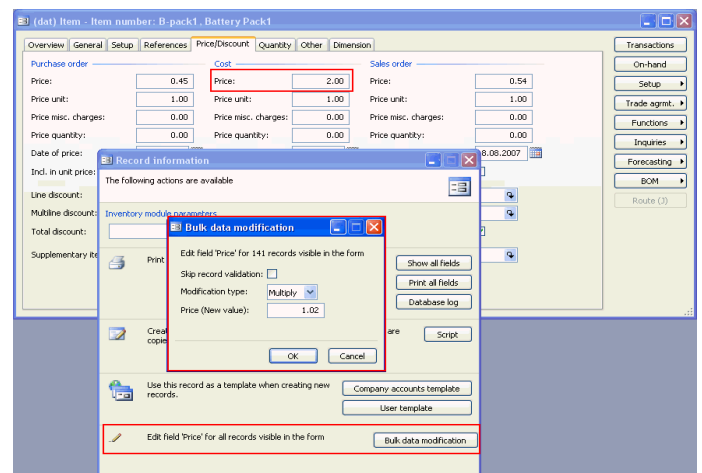 (dat) Item - Item number: B-pack1, Battery Pack1
Overview General Setup References Price/Discount Quantity Other Dimension
Purchase order Cost Sales order
Price: 0.45 Price: 2.00 Price: 0.54
Price unit: 1.00 Price unit: 1.00 Price unit: 1.00
Price misc. charges: 0.00 Price misc. charges: 0.00 Price misc. charges: 0.00
Price quantity: 0.00 Price quantity: 0.00 Price quantity: 0.00
Date of price: 8.08.2007
Incl. in unit price:
Line discount:
Multiline discount:
Total discount:
Supplementary ite
Transactions
On-hand
Setup
Trade agrmt.
Functions
Inquiries
Forecasting
BOM
Route (J)
Record information
The following actions are available
Inventory module parameters
Print
Show all fields
Print all fields
Database log
Creat are
copie
Script
Use this record as a template when creating new
records.
Company accounts template
User template
Edit field 'Price' for all records visible in the form
Bulk data modification
Bulk data modification
Edit field 'Price' for 141 records visible in the form
Skip record validation:
Modification type: Multiply
Price (New value): 1.02
OK Cancel